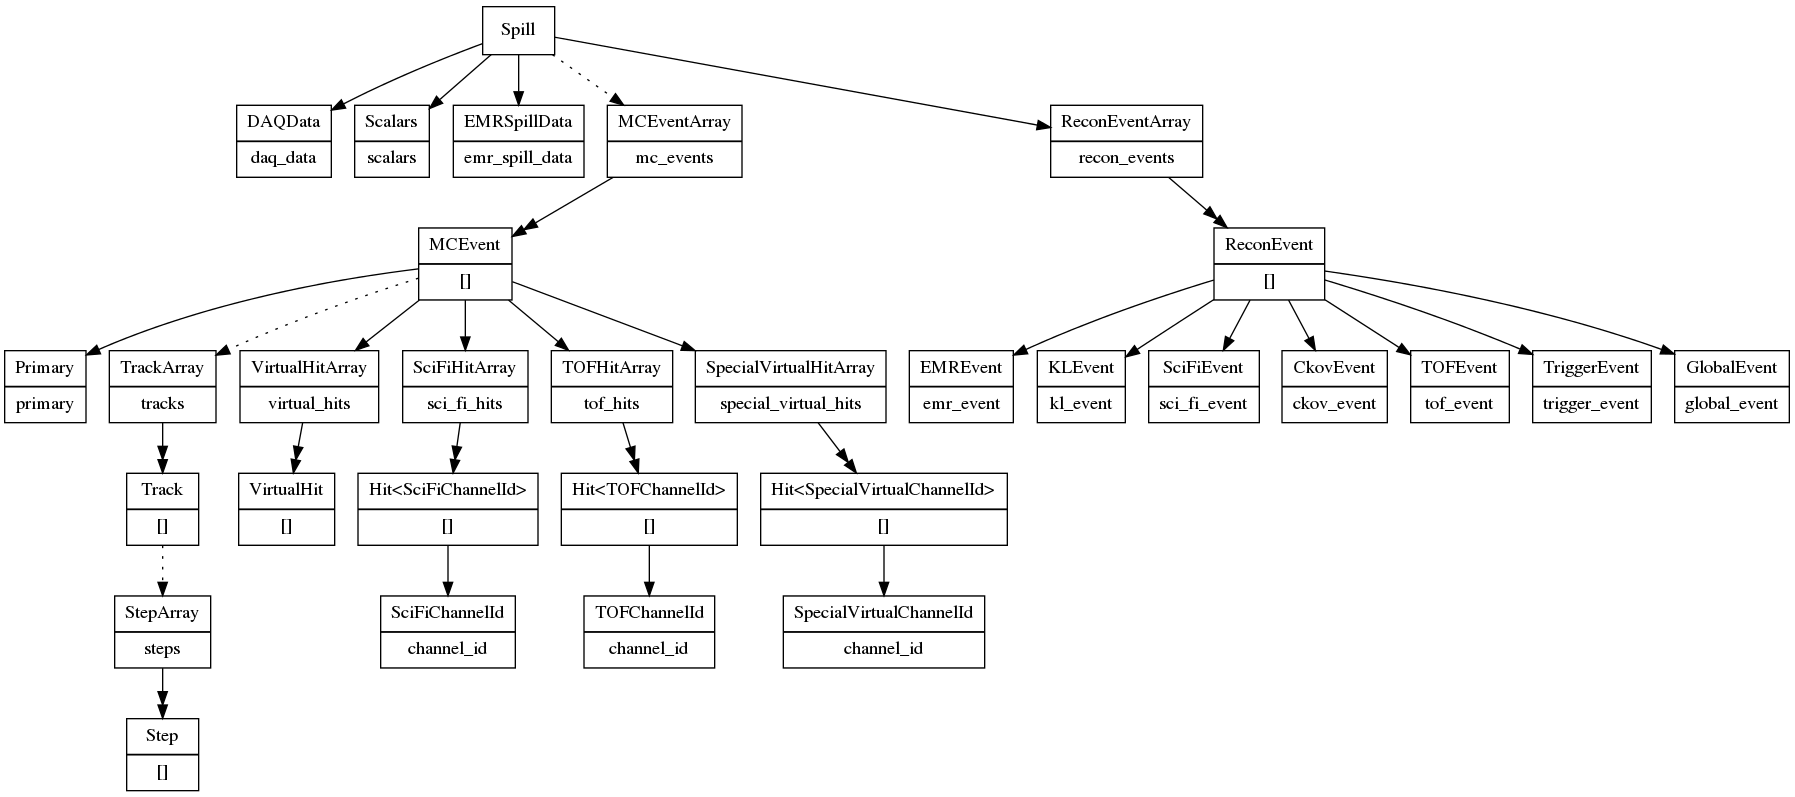 Spill
DAQData
daq_data
Scalars
scalars
EMRSpillData
emr_spill_data
MCEventArray
mc_events
ReconEventArray
recon_events
MCEvent
[]
ReconEvent
[]
Primary
primary
TrackArray
tracks
VirtualHitArray
virtual_hits
SciFiHitArray
sci_fi_hits
TOFHitArray
tof_hits
SpecialVirtualHitArray
special_virtual_hits
EMREvent
emr_event
KLEvent
kl_event
SciFiEvent
sci_fi_event
CkovEvent
ckov_event
TOFEvent
tof_event
TriggerEvent
trigger_event
GlobalEvent
global_event
Track
[]
VirtualHit
[]
Hit<SciFiChannelId>
[]
Hit<TOFChannelId>
[]
Hit<SpecialVirtualChannelId>
[]
StepArray
steps
SciFiChannelId
channel_id
TOFChannelId
channel_id
SpecialVirtualChannelId
channel_id
Step
[]